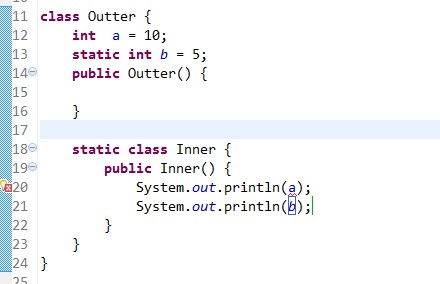 11 class Outter {
12     int  a = 10;
13     static int b = 5;
14     public Outter() {
15
16     }
17
18     static class Inner {
19         public Inner() {
20             System.out.println(a);
21             System.out.println(b);
22         }
23     }
24 }
25